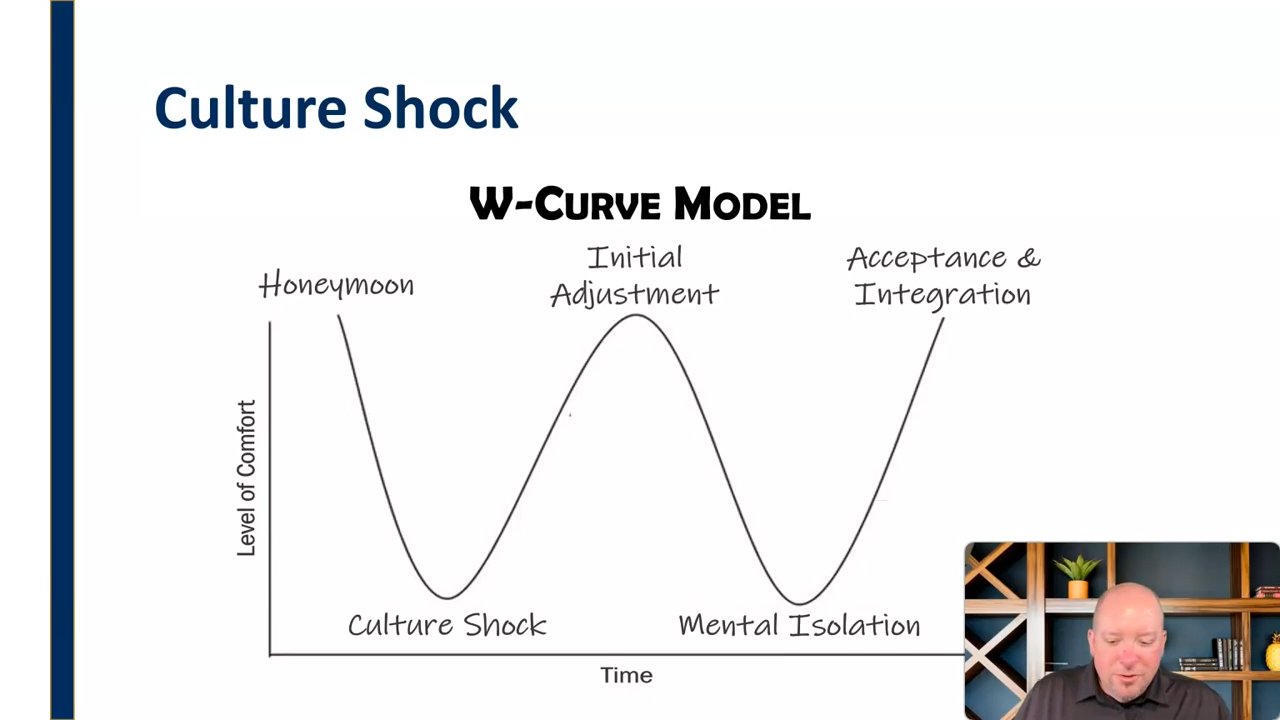 Culture Shock
W-CURVE MODEL
Honeymoon
Initial
Adjustment
Acceptance &
Integration
Level of Comfort
Culture Shock
Mental Isolation
Time